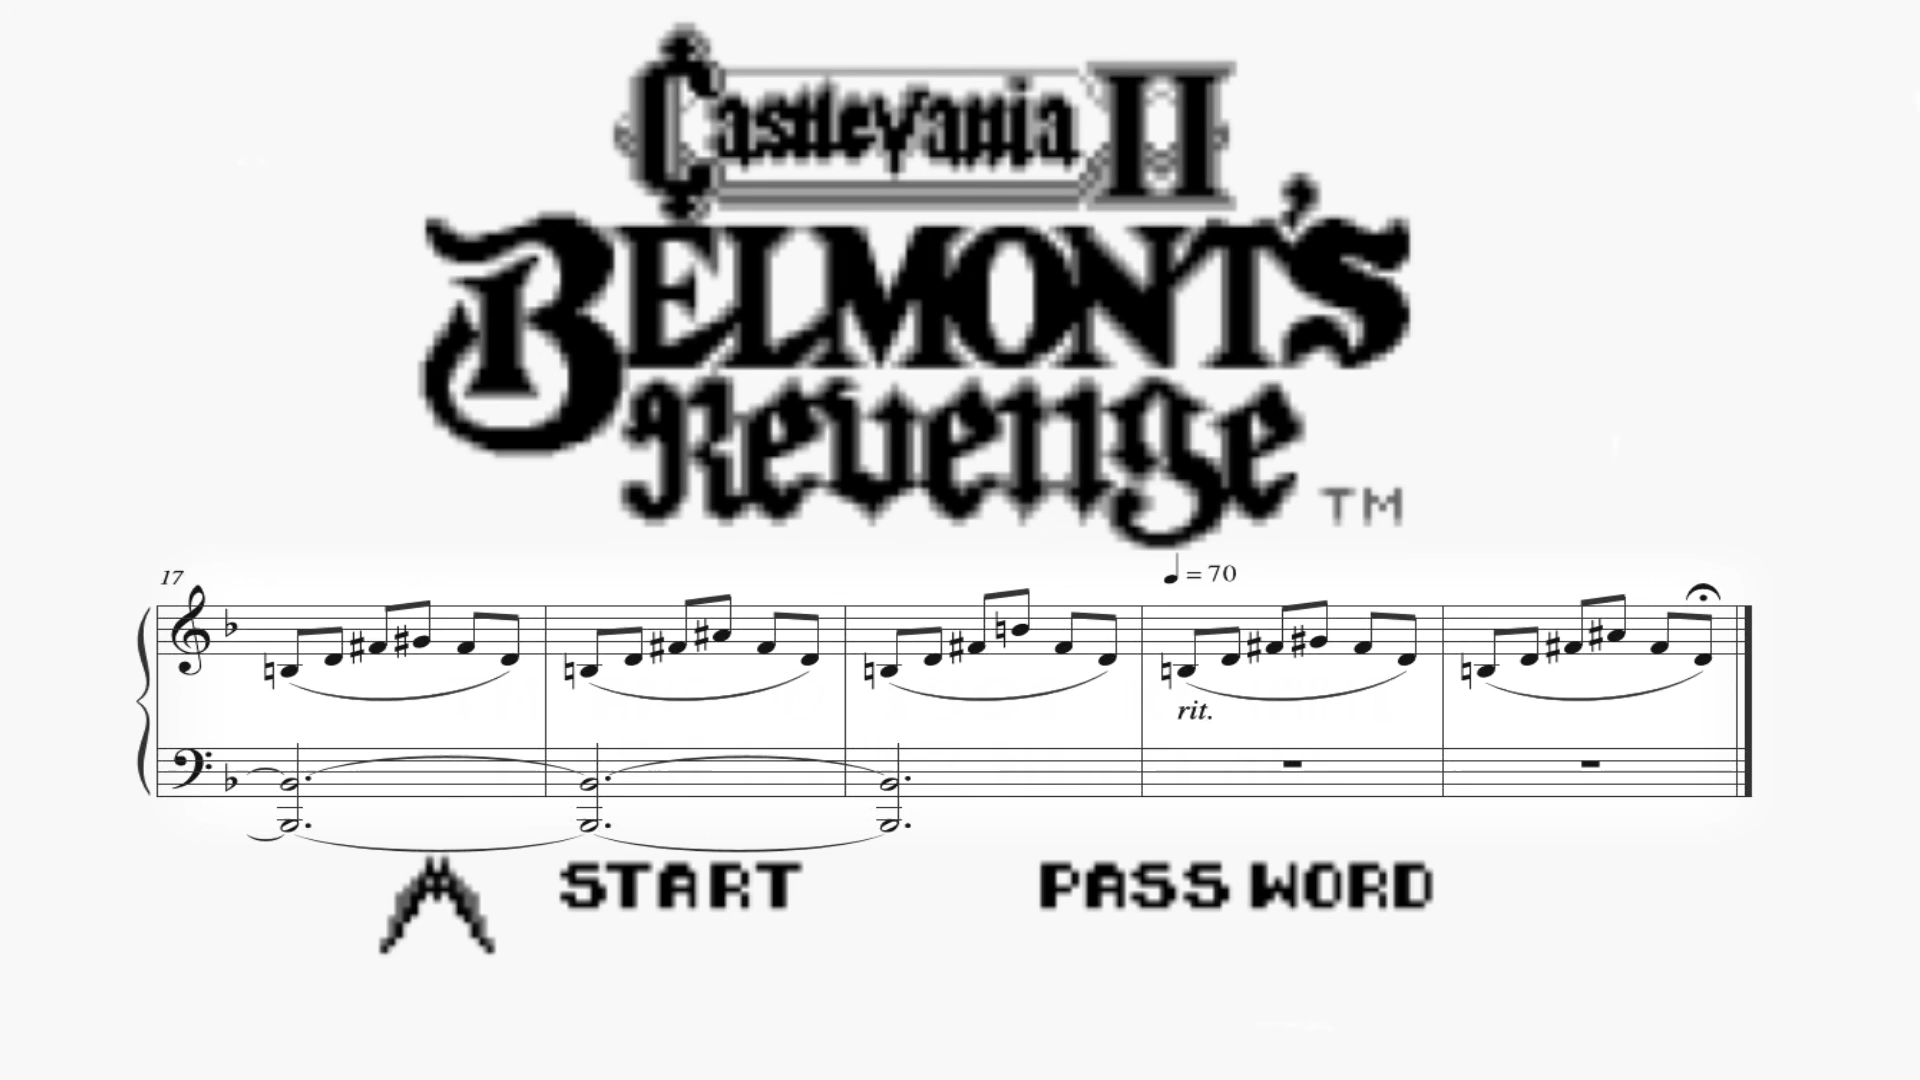 Castlevania II
BELMONT'S
Revenge TM
♩ = 70
17
rit.
START PASS WORD